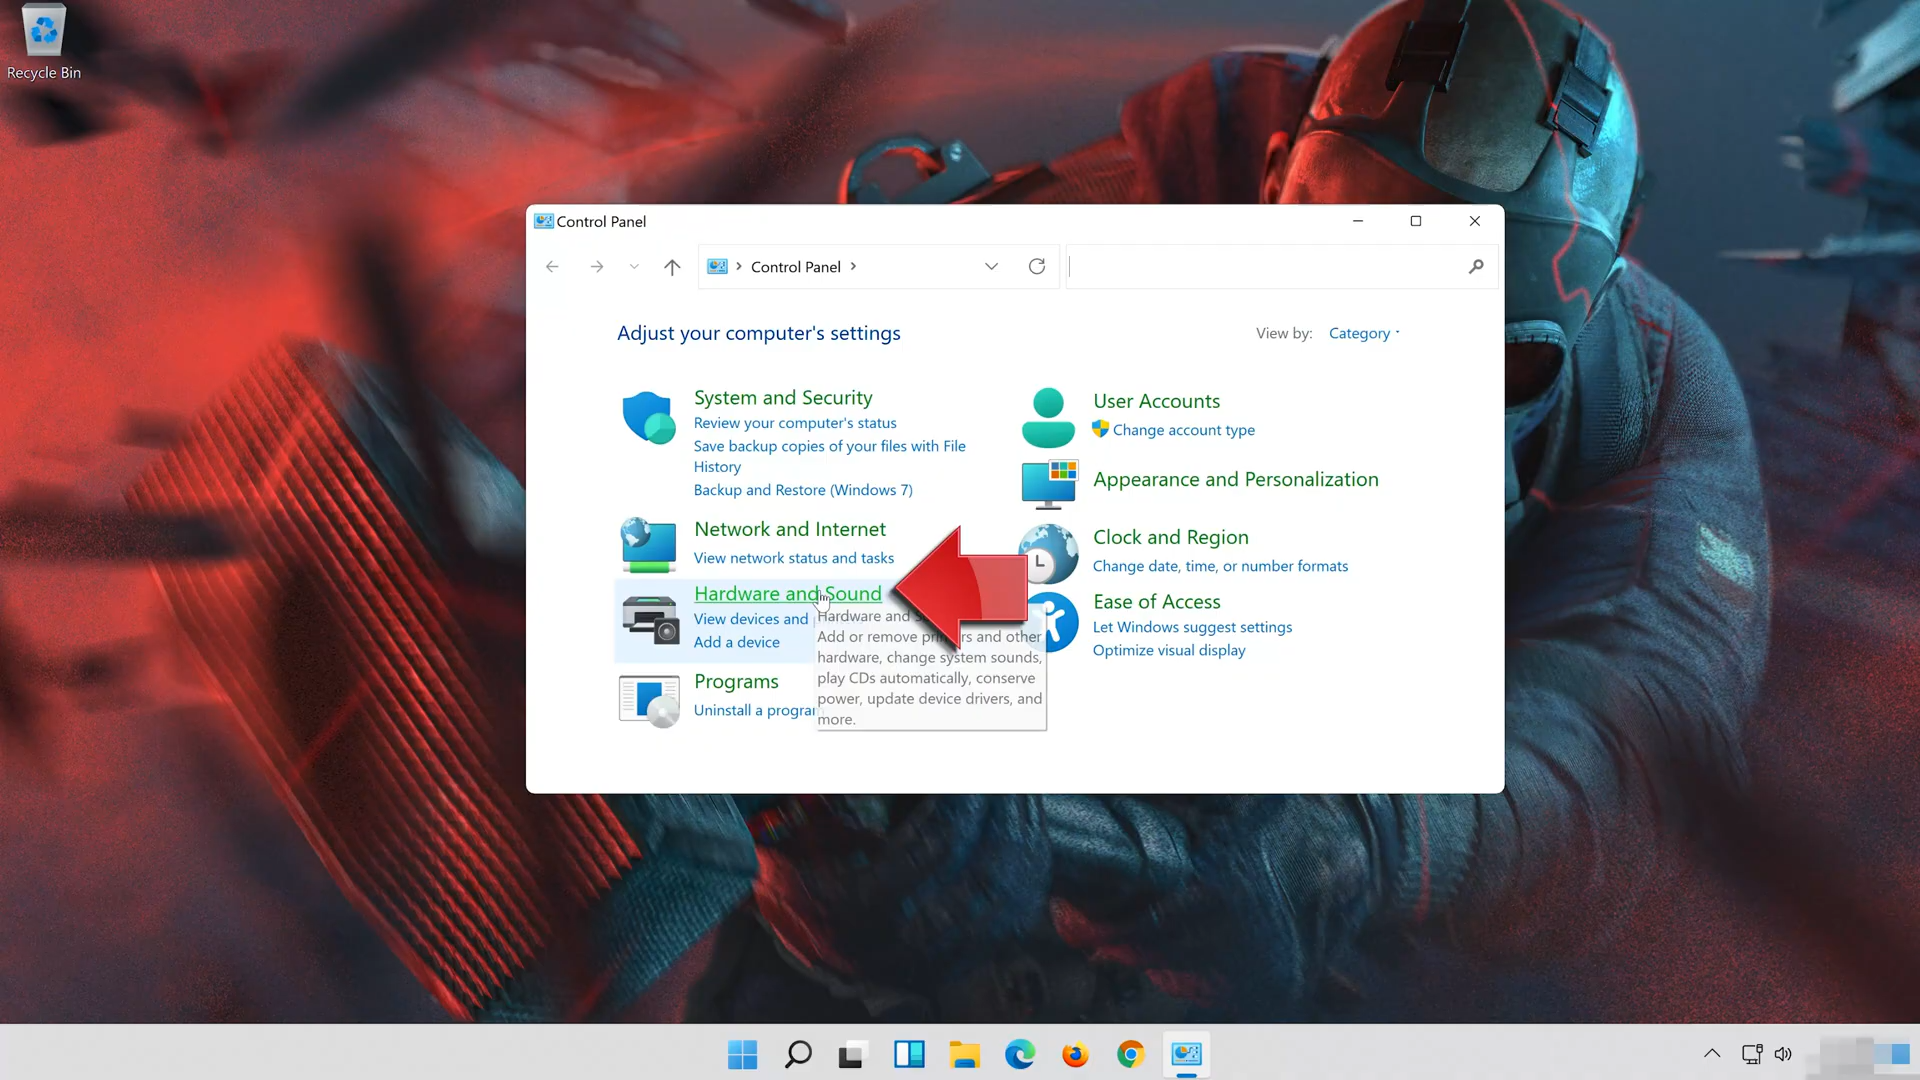 Recycle Bin
Control Panel
Control Panel
Adjust your computer's settings
View by: Category
System and Security
Review your computer's status
Save backup copies of your files with File
History
Backup and Restore (Windows 7)
Network and Internet
View network status and tasks
Hardware and Sound
View devices and
Add a device
Programs
Uninstall a program
User Accounts
Change account type
Appearance and Personalization
Clock and Region
Change date, time, or number formats
Ease of Access
Let Windows suggest settings
Optimize visual display
Hardware and
Add or remove printers and other
hardware, change system sounds,
play CDs automatically, conserve
power, update device drivers, and
more.